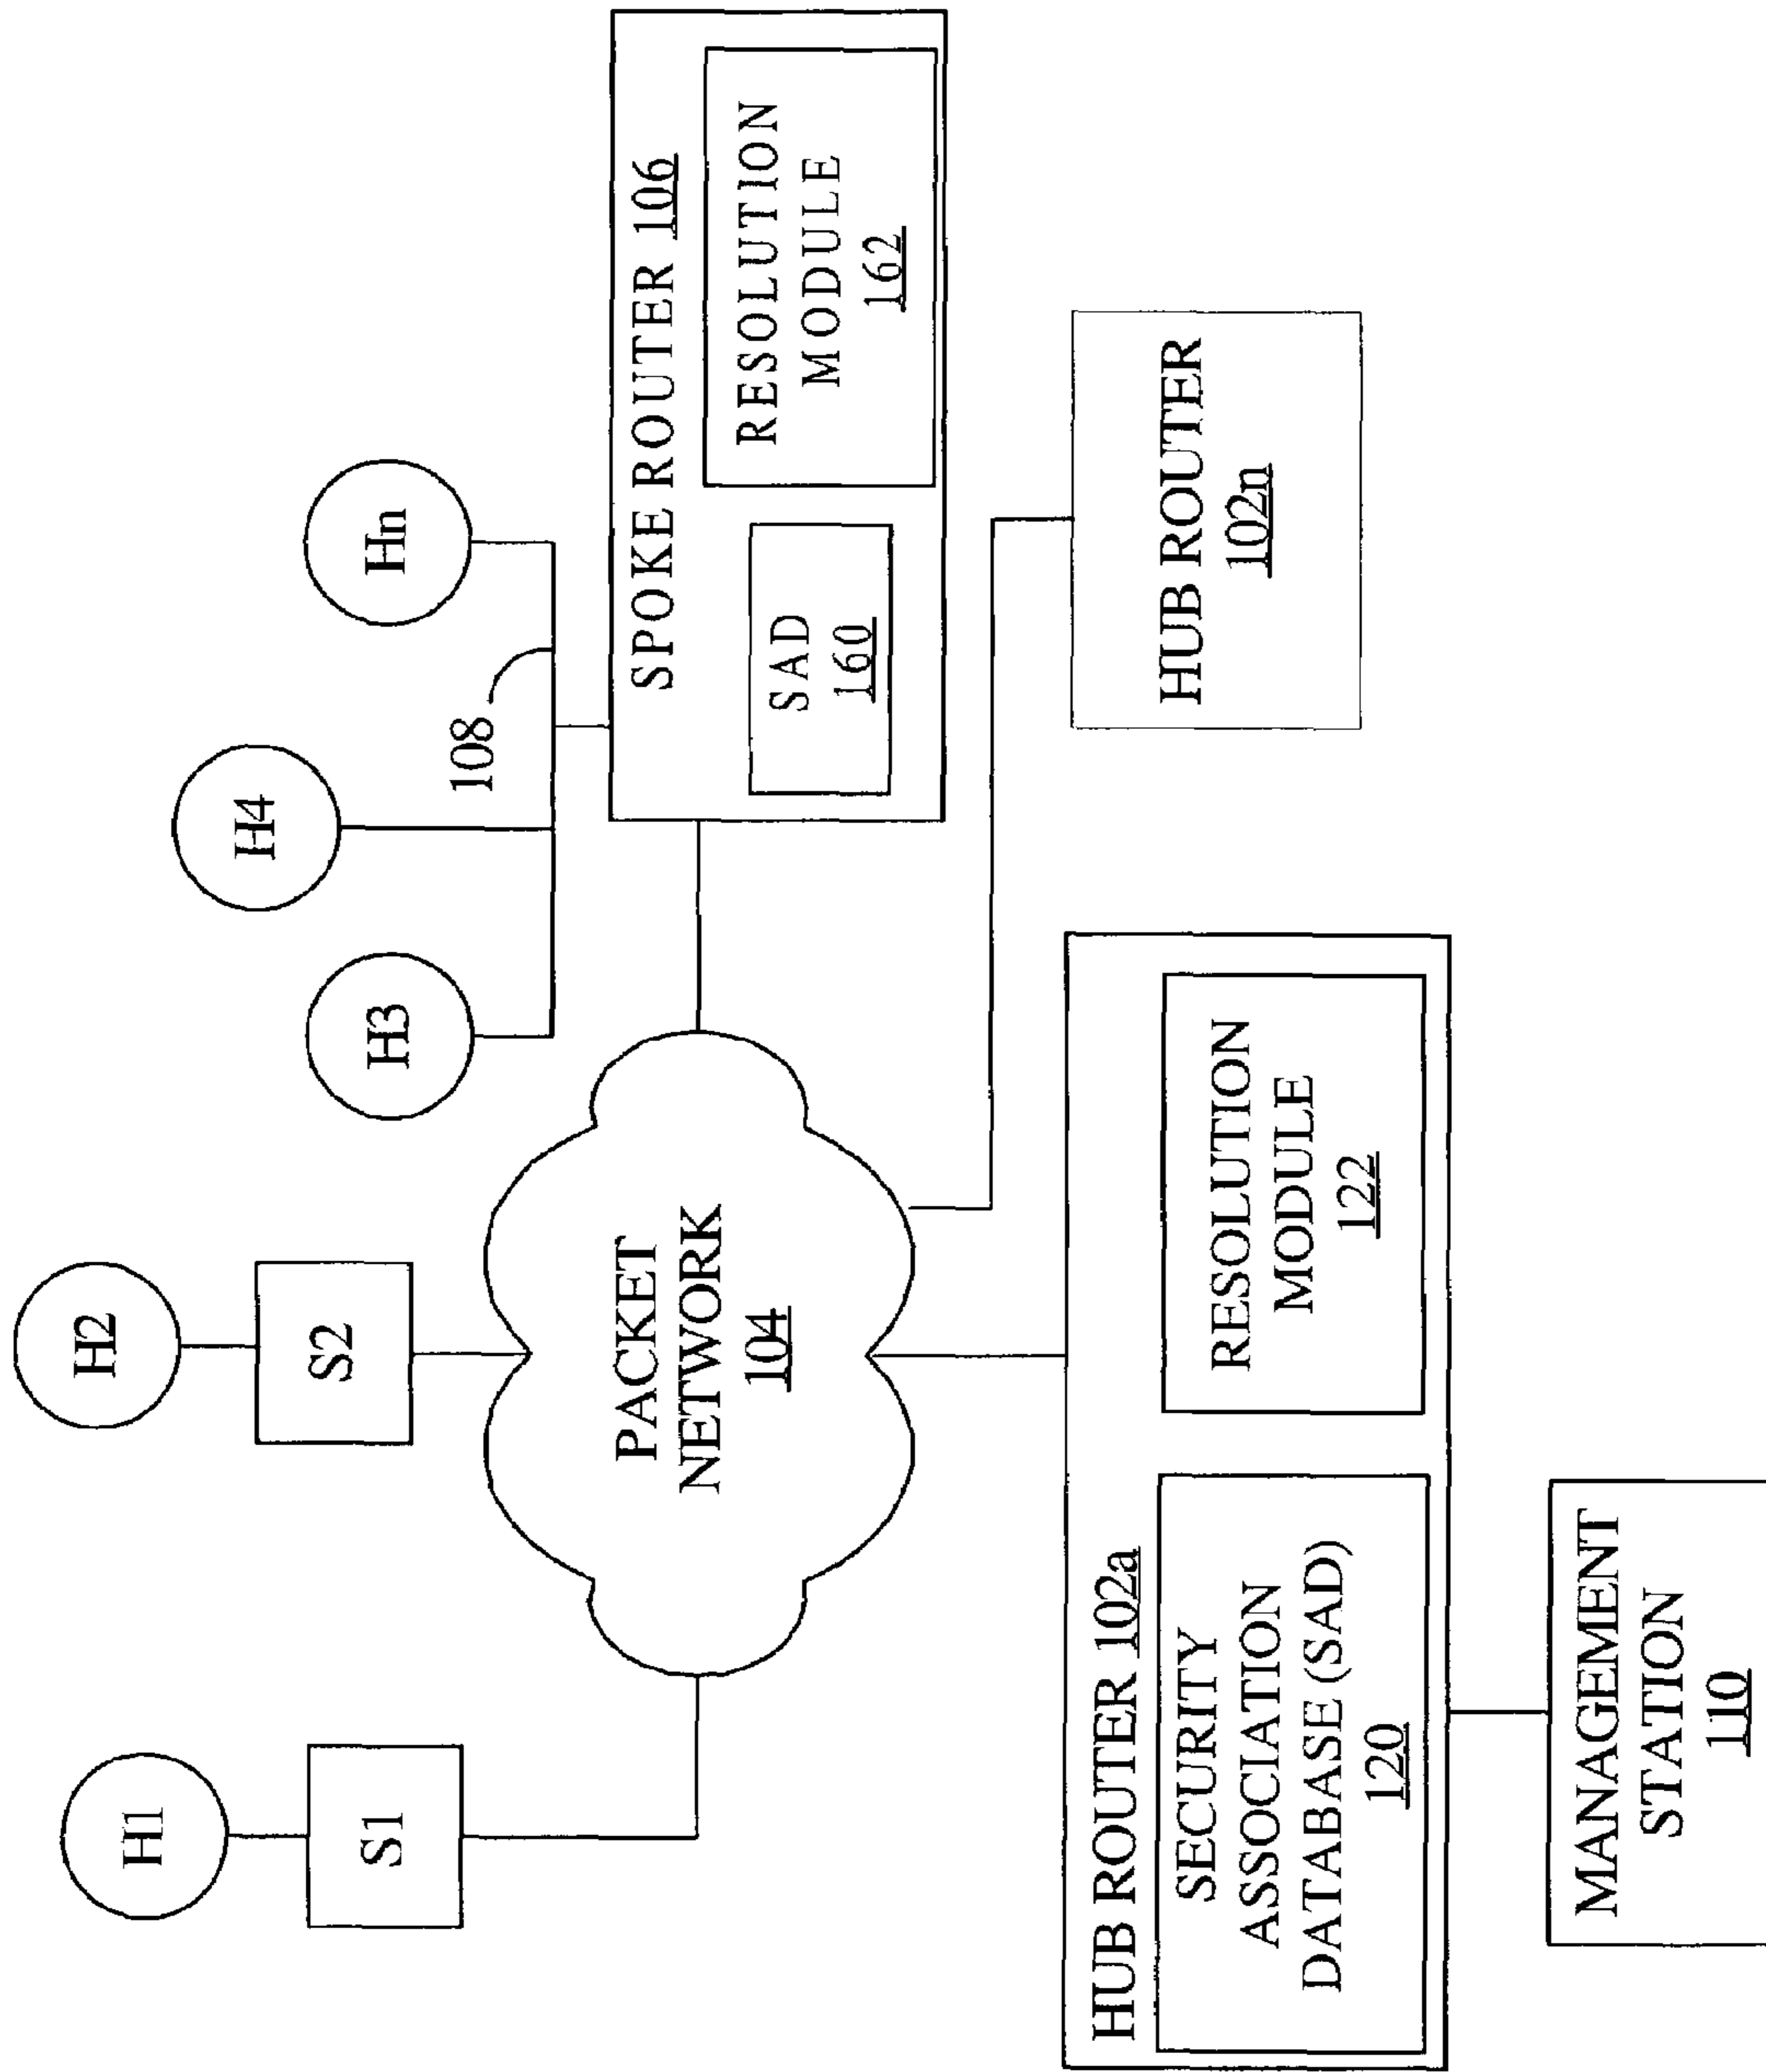 H1
H2
H3
H4
Hn
S1
S2
108
PACKET
NETWORK
104
SPOKE ROUTER 106
SAD
160
RESOLUTION
MODULE
162
HUB ROUTER 102a
SECURITY
ASSOCIATION
DATABASE (SAD)
120
RESOLUTION
MODULE
122
HUB ROUTER
102n
MANAGEMENT
STATION
110